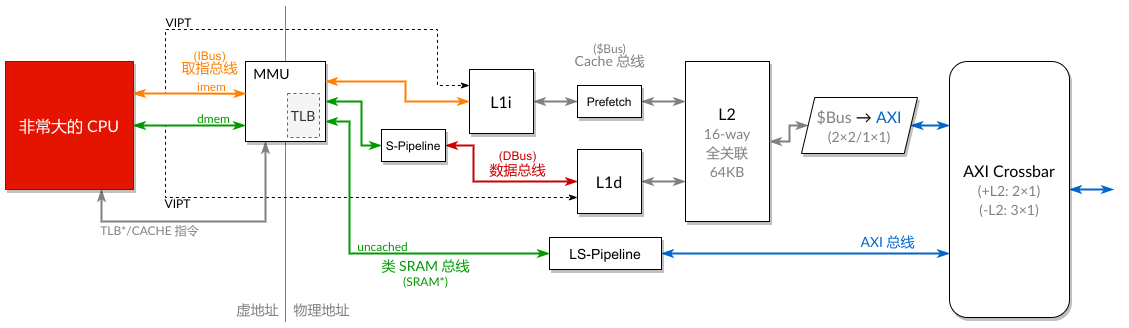 VIPT
(IBus)
取指总线
imem
非常大的 CPU
dmem
MMU
TLB
S-Pipeline
(DBus)
数据总线
L1i
L1d
($Bus)
Cache 总线
Prefetch
L2
16-way
全关联
64KB
$Bus → AXI
(2×2/1×1)
AXI Crossbar
(+L2: 2×1)
(-L2: 3×1)
VIPT
TLB*/CACHE 指令
uncached
类 SRAM 总线
(SRAM*)
LS-Pipeline
AXI 总线
虚地址
物理地址